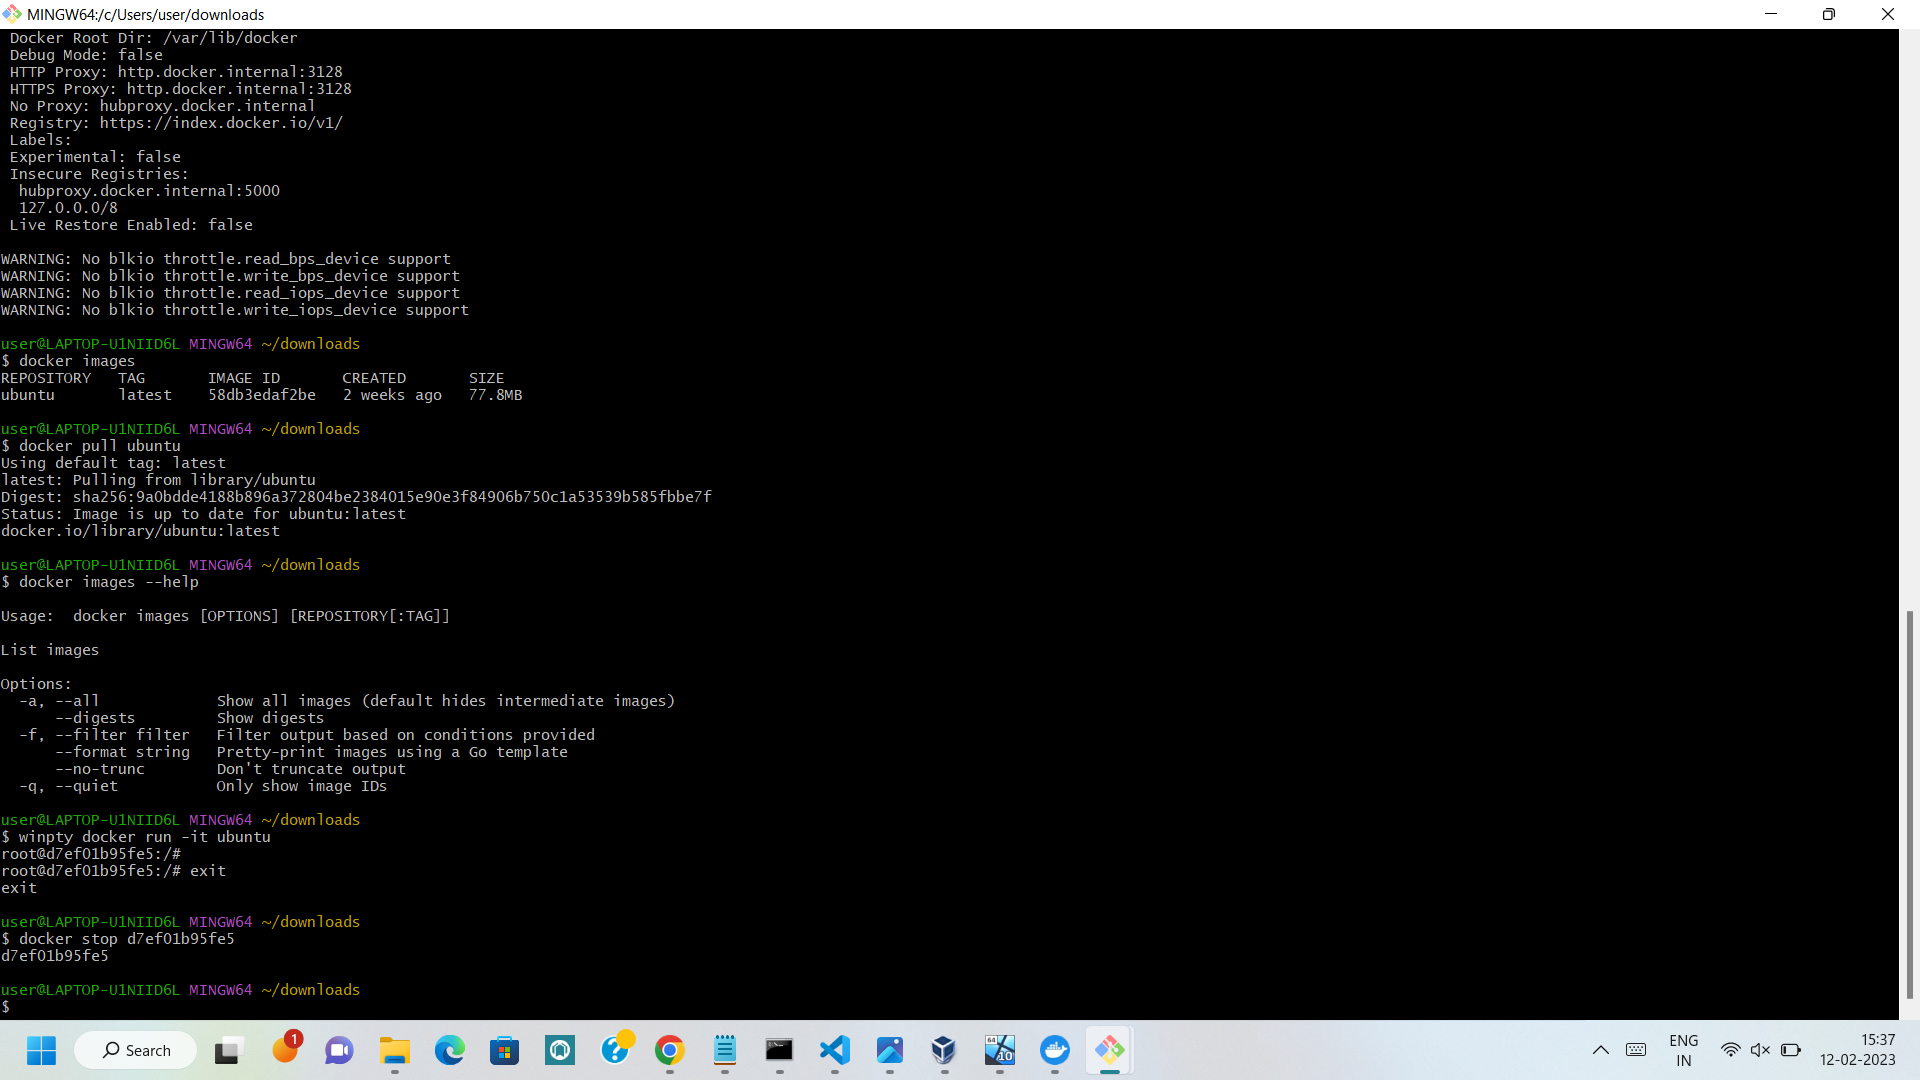 MINGW64:/c/Users/user/downloads
Docker Root Dir: /var/lib/docker
Debug Mode: false
HTTP Proxy: http.docker.internal:3128
HTTPS Proxy: http.docker.internal:3128
No Proxy: hubproxy.docker.internal
Registry: https://index.docker.io/v1/
Labels:
Experimental: false
Insecure Registries:
hubproxy.docker.internal:5000
127.0.0.0/8
Live Restore Enabled: false
WARNING: No blkio throttle.read_bps_device support
WARNING: No blkio throttle.write_bps_device support
WARNING: No blkio throttle.read_iops_device support
WARNING: No blkio throttle.write_iops_device support
user@LAPTOP-U1NIID6L MINGW64 ~/downloads
$ docker images
REPOSITORY TAG IMAGE ID CREATED SIZE
ubuntu latest 58db3edaf2be 2 weeks ago 77.8MB
user@LAPTOP-U1NIID6L MINGW64 ~/downloads
$ docker pull ubuntu
Using default tag: latest
latest: Pulling from library/ubuntu
Digest: sha256:9a0bdde4188b896a372804be2384015e90e3f84906b750c1a53539b585fbbe7f
Status: Image is up to date for ubuntu:latest
docker.io/library/ubuntu:latest
user@LAPTOP-U1NIID6L MINGW64 ~/downloads
$ docker images --help
Usage:  docker images [OPTIONS] [REPOSITORY[:TAG]]
List images
Options:
-a, --all Show all images (default hides intermediate images)
--digests Show digests
-f, --filter filter Filter output based on conditions provided
--format string Pretty-print images using a Go template
--no-trunc Don't truncate output
-q, --quiet Only show image IDs
user@LAPTOP-U1NIID6L MINGW64 ~/downloads
$ winpty docker run -it ubuntu
root@d7ef01b95fe5:/#
root@d7ef01b95fe5:/# exit
exit
user@LAPTOP-U1NIID6L MINGW64 ~/downloads
$ docker stop d7ef01b95fe5
d7ef01b95fe5
user@LAPTOP-U1NIID6L MINGW64 ~/downloads
$
Search
1
64
10
ENG
IN
15:37
12-02-2023